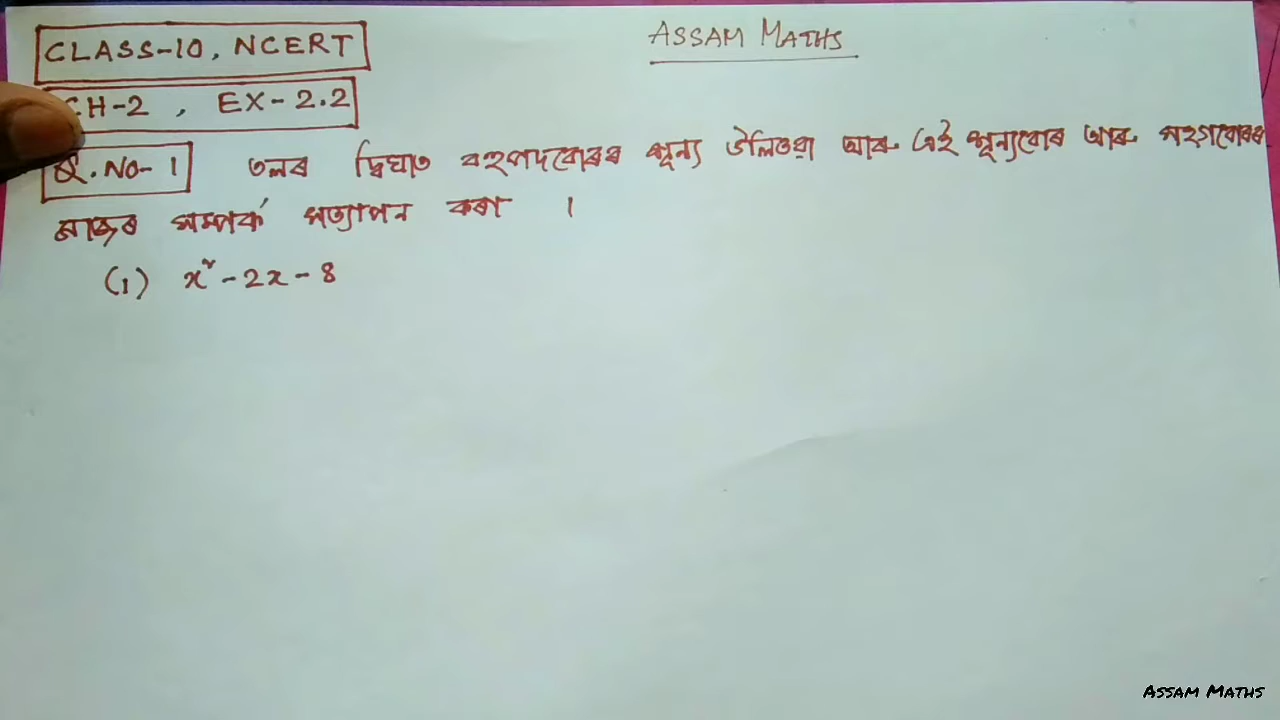 CLASS-10, NCERT
ASSAM MATHS
CH-2 , EX-2.2
Q. NO-1 তলৰ দ্বিঘাত বহুপদবোৰৰ শূন্য উলিওৱা আৰু এই শূন্যবোৰ আৰু সহগবোৰৰ
মাজৰ সম্পৰ্ক সত্যাপন কৰা ।
(i) x² - 2x - 8
ASSAM MATHS